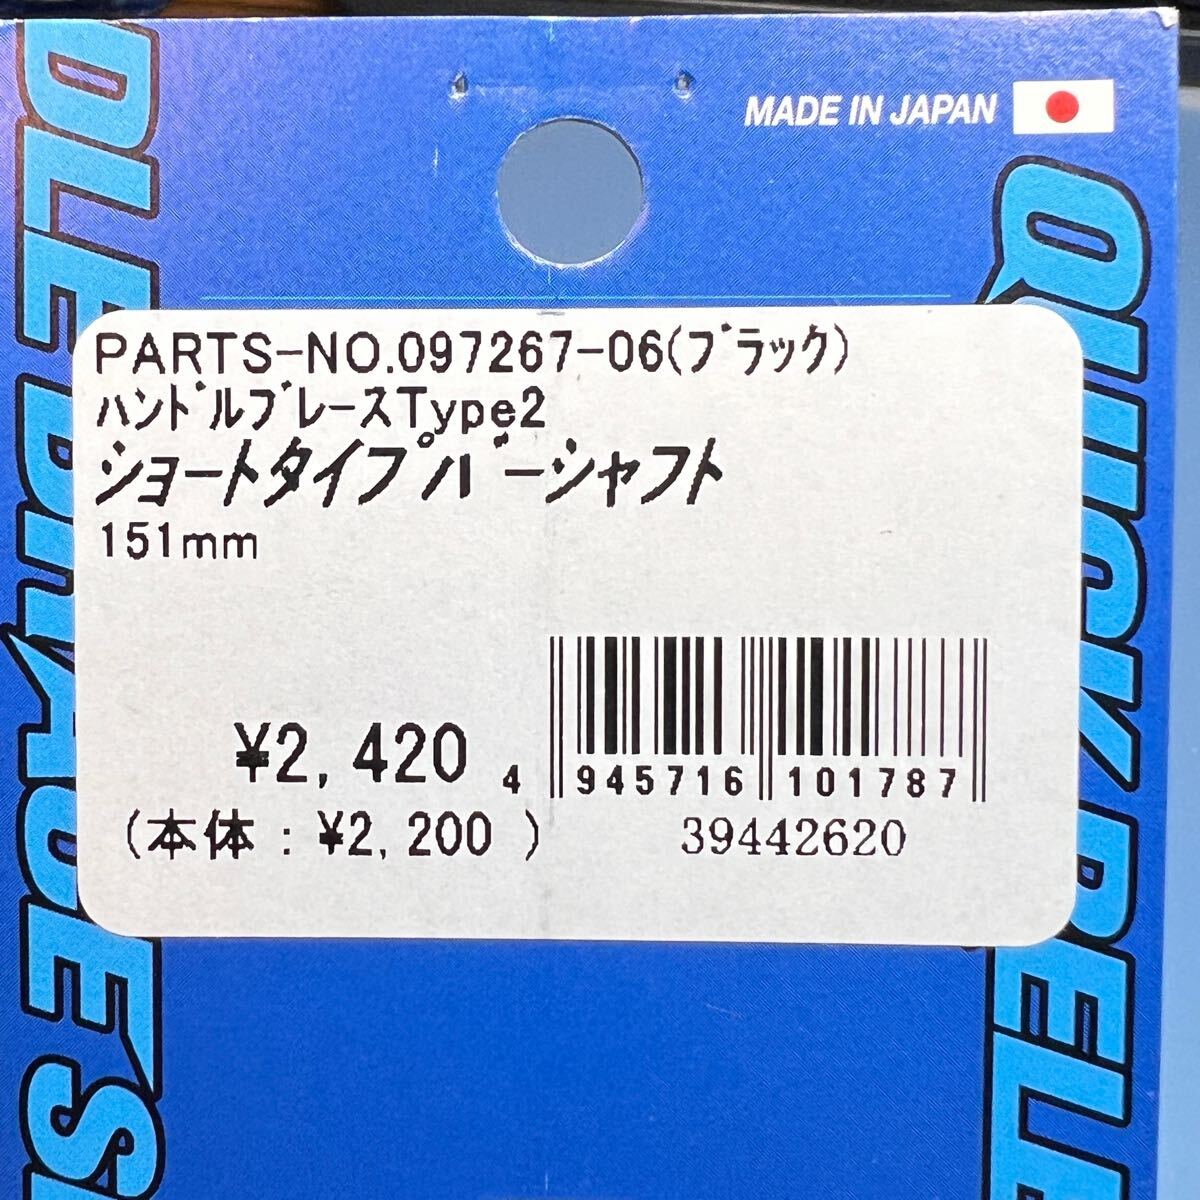 MADE IN JAPAN
PARTS-NO.097267-06(ブラック)
ハンドルブレースType2
ショートタイプバーシャフト
151mm
¥2,420
(本体:¥2,200 )
4 945716 101787
39442620
QUICK RELE